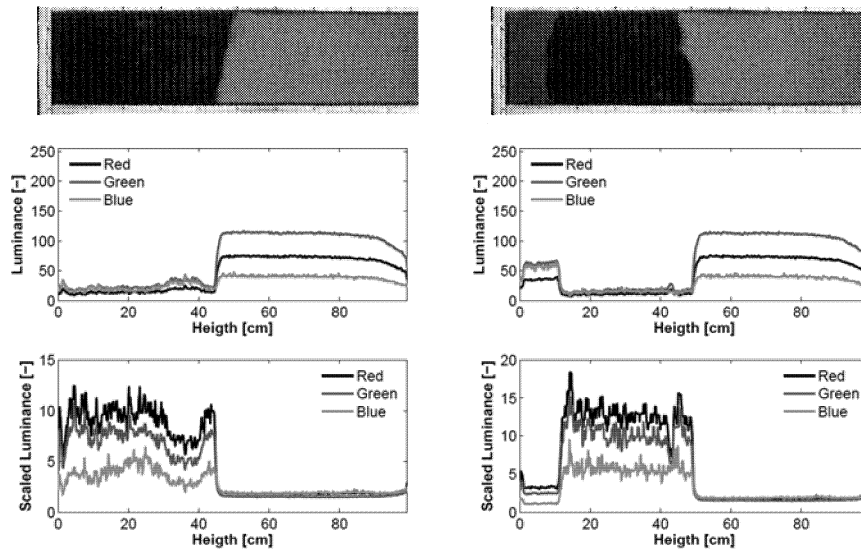 250
200
150
100
50
0
Luminance [−]
Red
Green
Blue
0 20 40 60 80
Heigth [cm]
250
200
150
100
50
0
Luminance [−]
Red
Green
Blue
0 20 40 60 80
Heigth [cm]
15
10
5
0
Scaled Luminance [−]
Red
Green
Blue
0 20 40 60 80
Heigth [cm]
20
15
10
5
0
Scaled Luminance [−]
Red
Green
Blue
0 20 40 60 80
Heigth [cm]